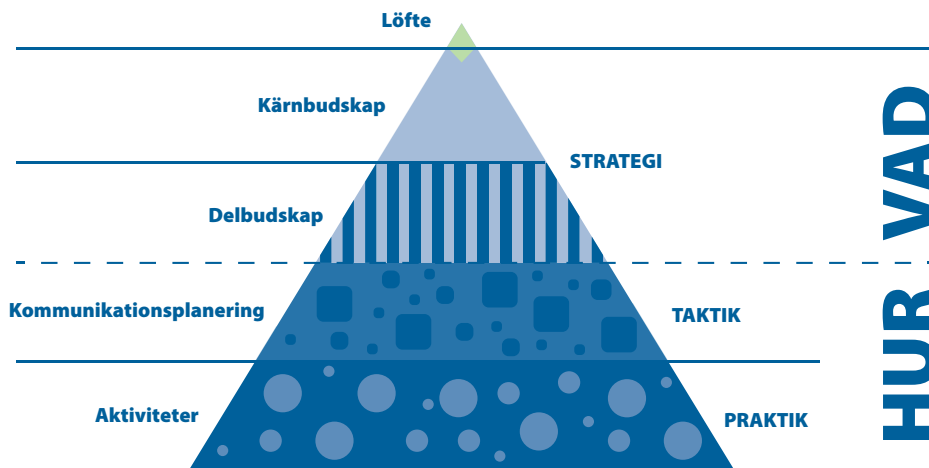 Löfte
Kärnbudskap
STRATEGI
Delbudskap
VAD
Kommunikationsplanering
TAKTIK
HUR
Aktiviteter
PRAKTIK